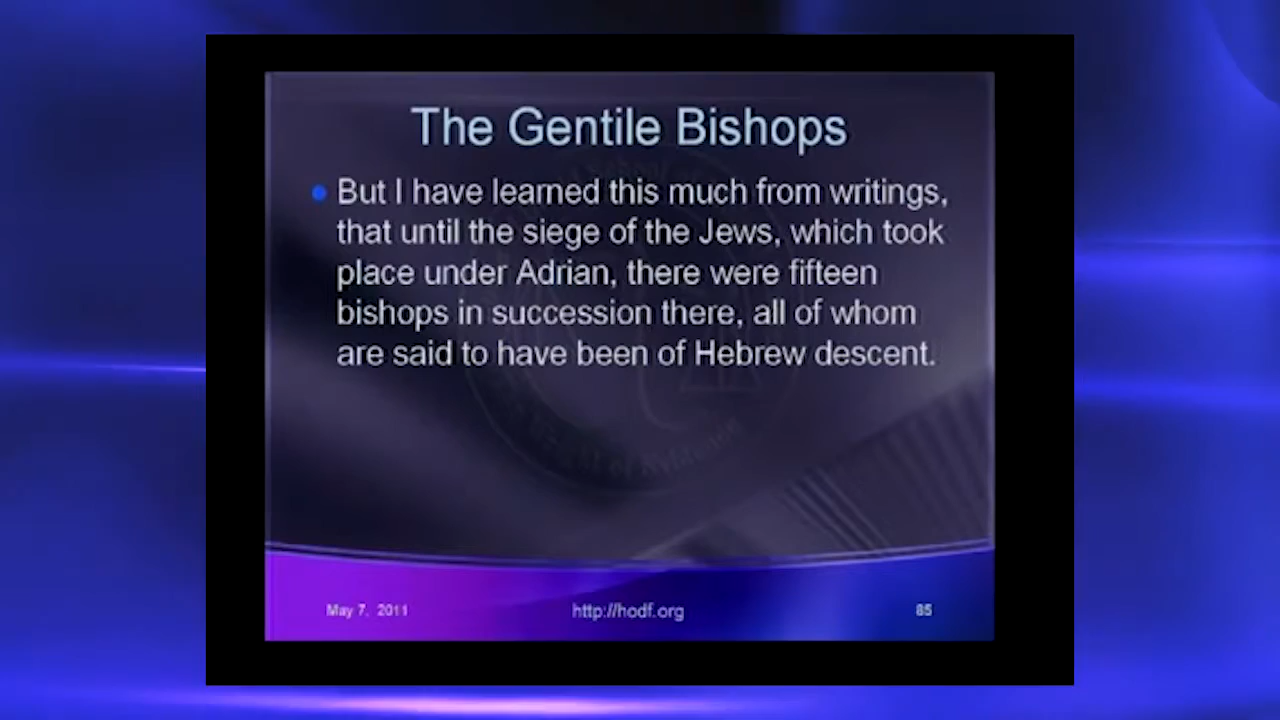 The Gentile Bishops
But I have learned this much from writings,
that until the siege of the Jews, which took
place under Adrian, there were fifteen
bishops in succession there, all of whom
are said to have been of Hebrew descent.
May 7, 2011
http://hodf.org
85